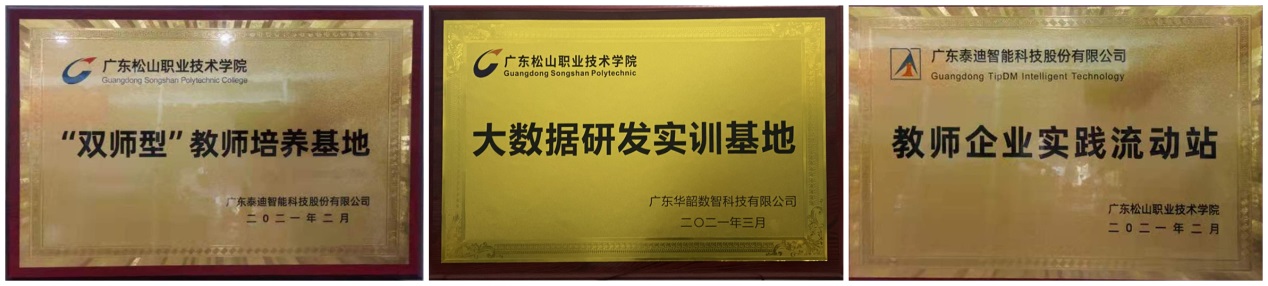 广东松山职业技术学院
Guangdong Songshan Polytechnic College
“双师型”教师培养基地
广东泰迪智能科技股份有限公司
二〇二一年二月
广东松山职业技术学院
Guangdong Songshan Polytechnic
大数据研发实训基地
广东华韶数智科技有限公司
二〇二一年三月
广东泰迪智能科技股份有限公司
Guangdong TipDM Intelligent Technology
教师企业实践流动站
广东松山职业技术学院
二〇二一年二月